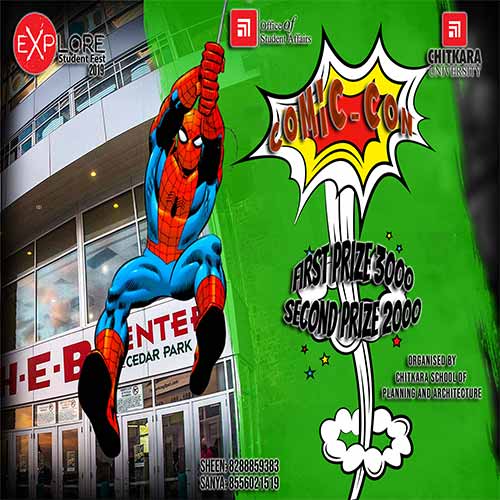 EXPLORE
Student Fest
2019
Office Of
Student Affairs
CHITKARA
UNIVERSITY
COMIC-CON
FIRST PRIZE 3000
SECOND PRIZE 2000
H-E-B CENTER
CEDAR PARK
ORGANISED BY
CHITKARA SCHOOL OF
PLANNING AND ARCHITECTURE
SHEEN: 8288859383
SANYA: 8556021519